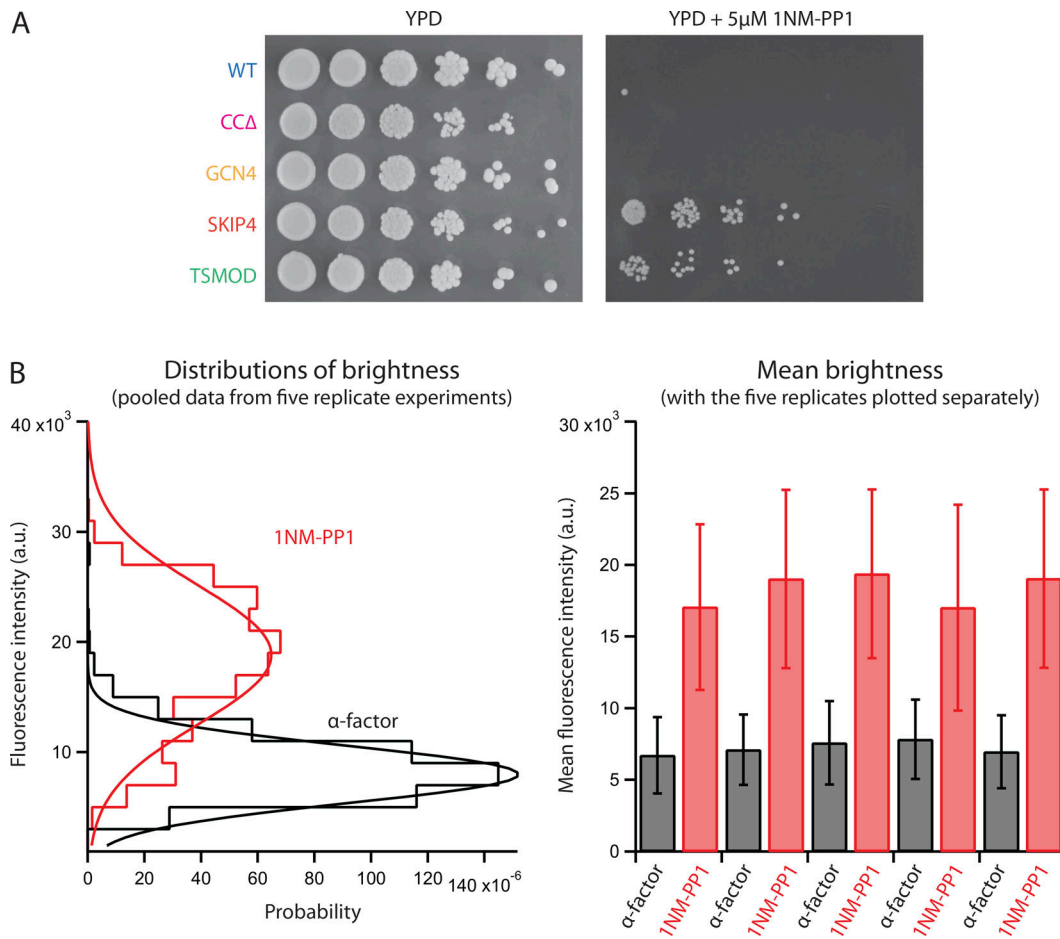 A
YPD
YPD + 5μM 1NM-PP1
WT
CCΔ
GCN4
SKIP4
TSMOD
B
Distributions of brightness
(pooled data from five replicate experiments)
40 x10³
30
20
10
Fluorescence intensity (a.u.)
1NM-PP1
α-factor
0
20
40
60
80
100
120
140 x10⁻⁶
Probability
Mean brightness
(with the five replicates plotted separately)
30 x10³
25
20
15
10
5
0
Mean fluorescence intensity (a.u.)
α-factor
1NM-PP1
α-factor
1NM-PP1
α-factor
1NM-PP1
α-factor
1NM-PP1
α-factor
1NM-PP1